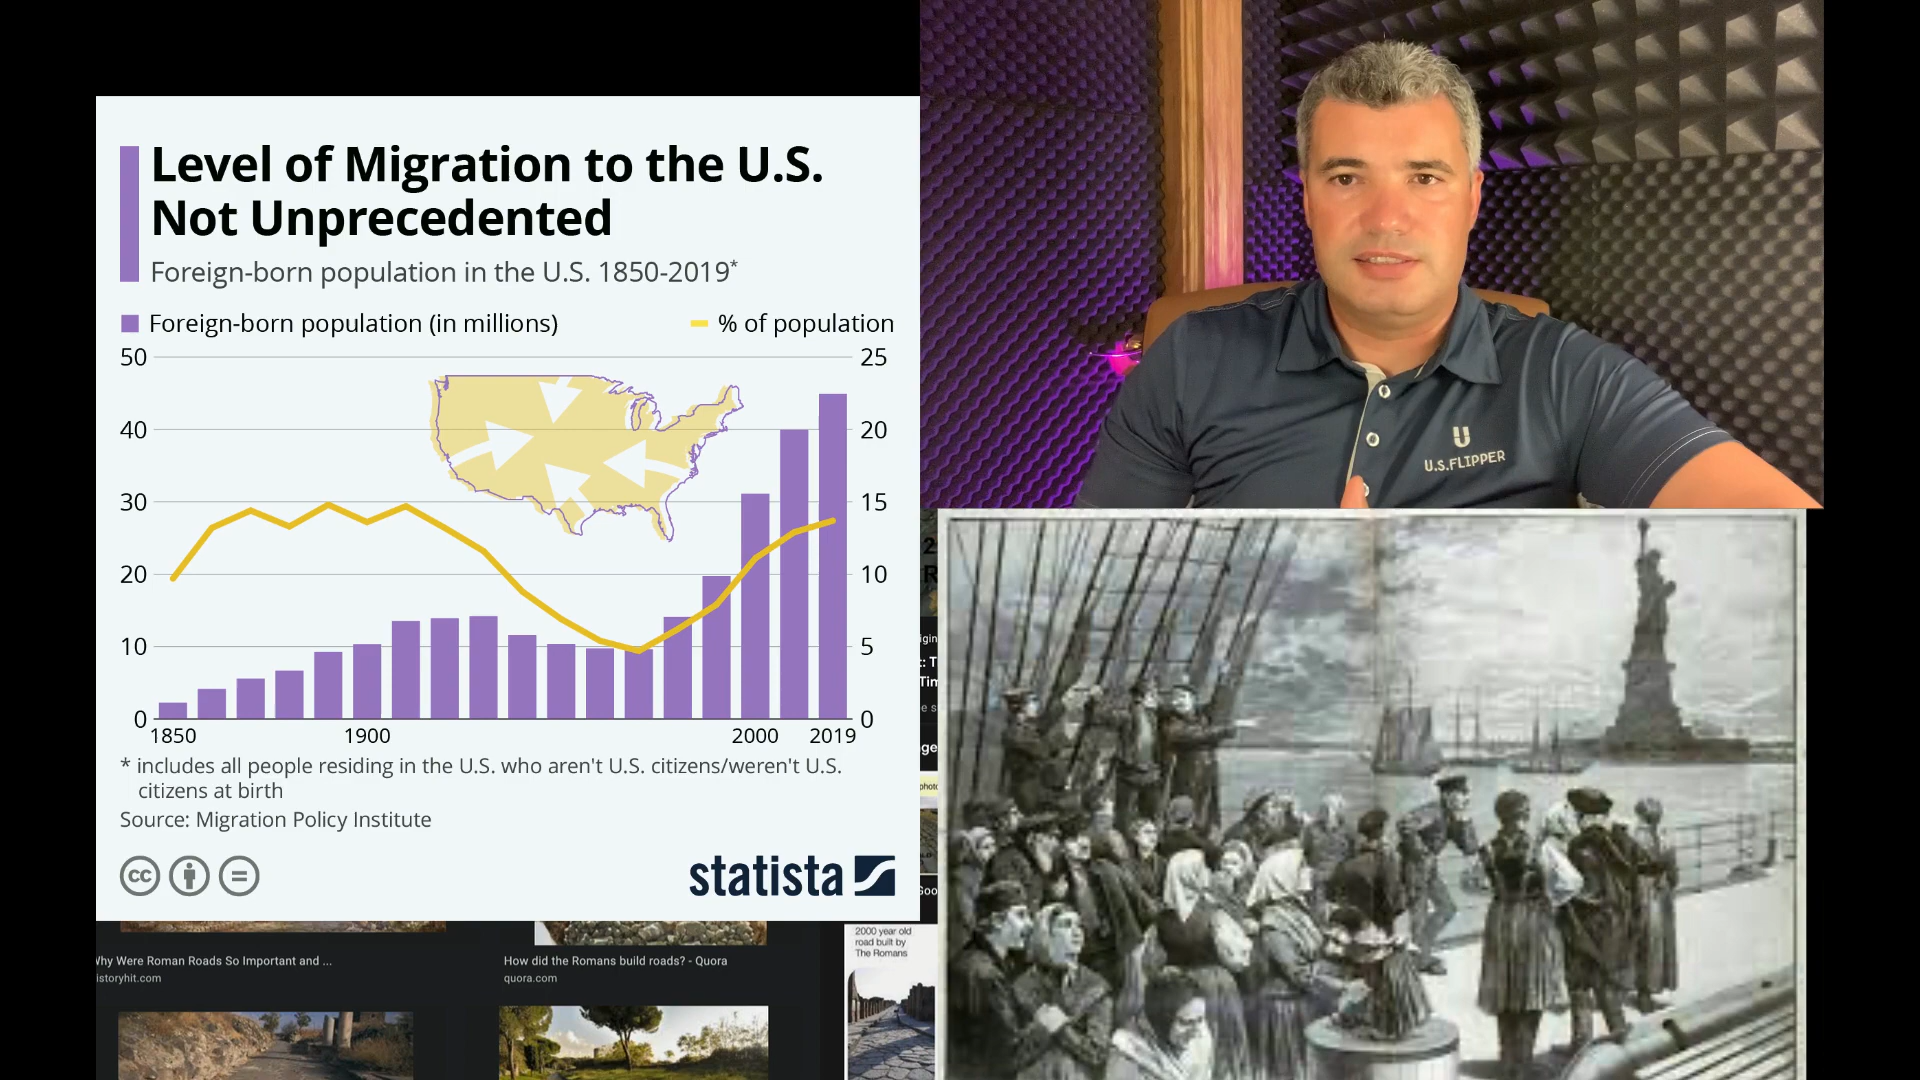 Level of Migration to the U.S.
Not Unprecedented
Foreign-born population in the U.S. 1850-2019*
Foreign-born population (in millions)
% of population
50
25
40
20
30
15
20
10
10
5
0
0
1850
1900
2000
2019
* includes all people residing in the U.S. who aren't U.S. citizens/weren't U.S.
citizens at birth
Source: Migration Policy Institute
cc
statista
U
U.S.FLIPPER
Why Were Roman Roads So Important and ...
historyhit.com
How did the Romans build roads? - Quora
quora.com
2000 year old
road built by
The Romans